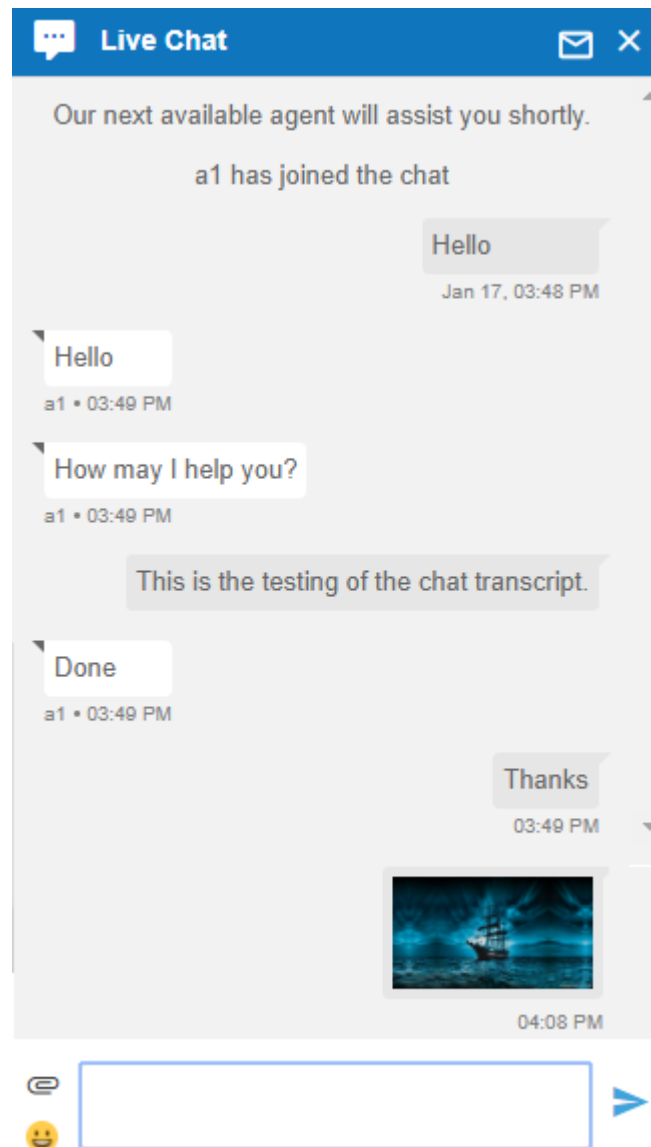 Live Chat
Our next available agent will assist you shortly.
a1 has joined the chat
Hello
Jan 17, 03:48 PM
Hello
a1 • 03:49 PM
How may I help you?
a1 • 03:49 PM
This is the testing of the chat transcript.
Done
a1 • 03:49 PM
Thanks
03:49 PM
04:08 PM